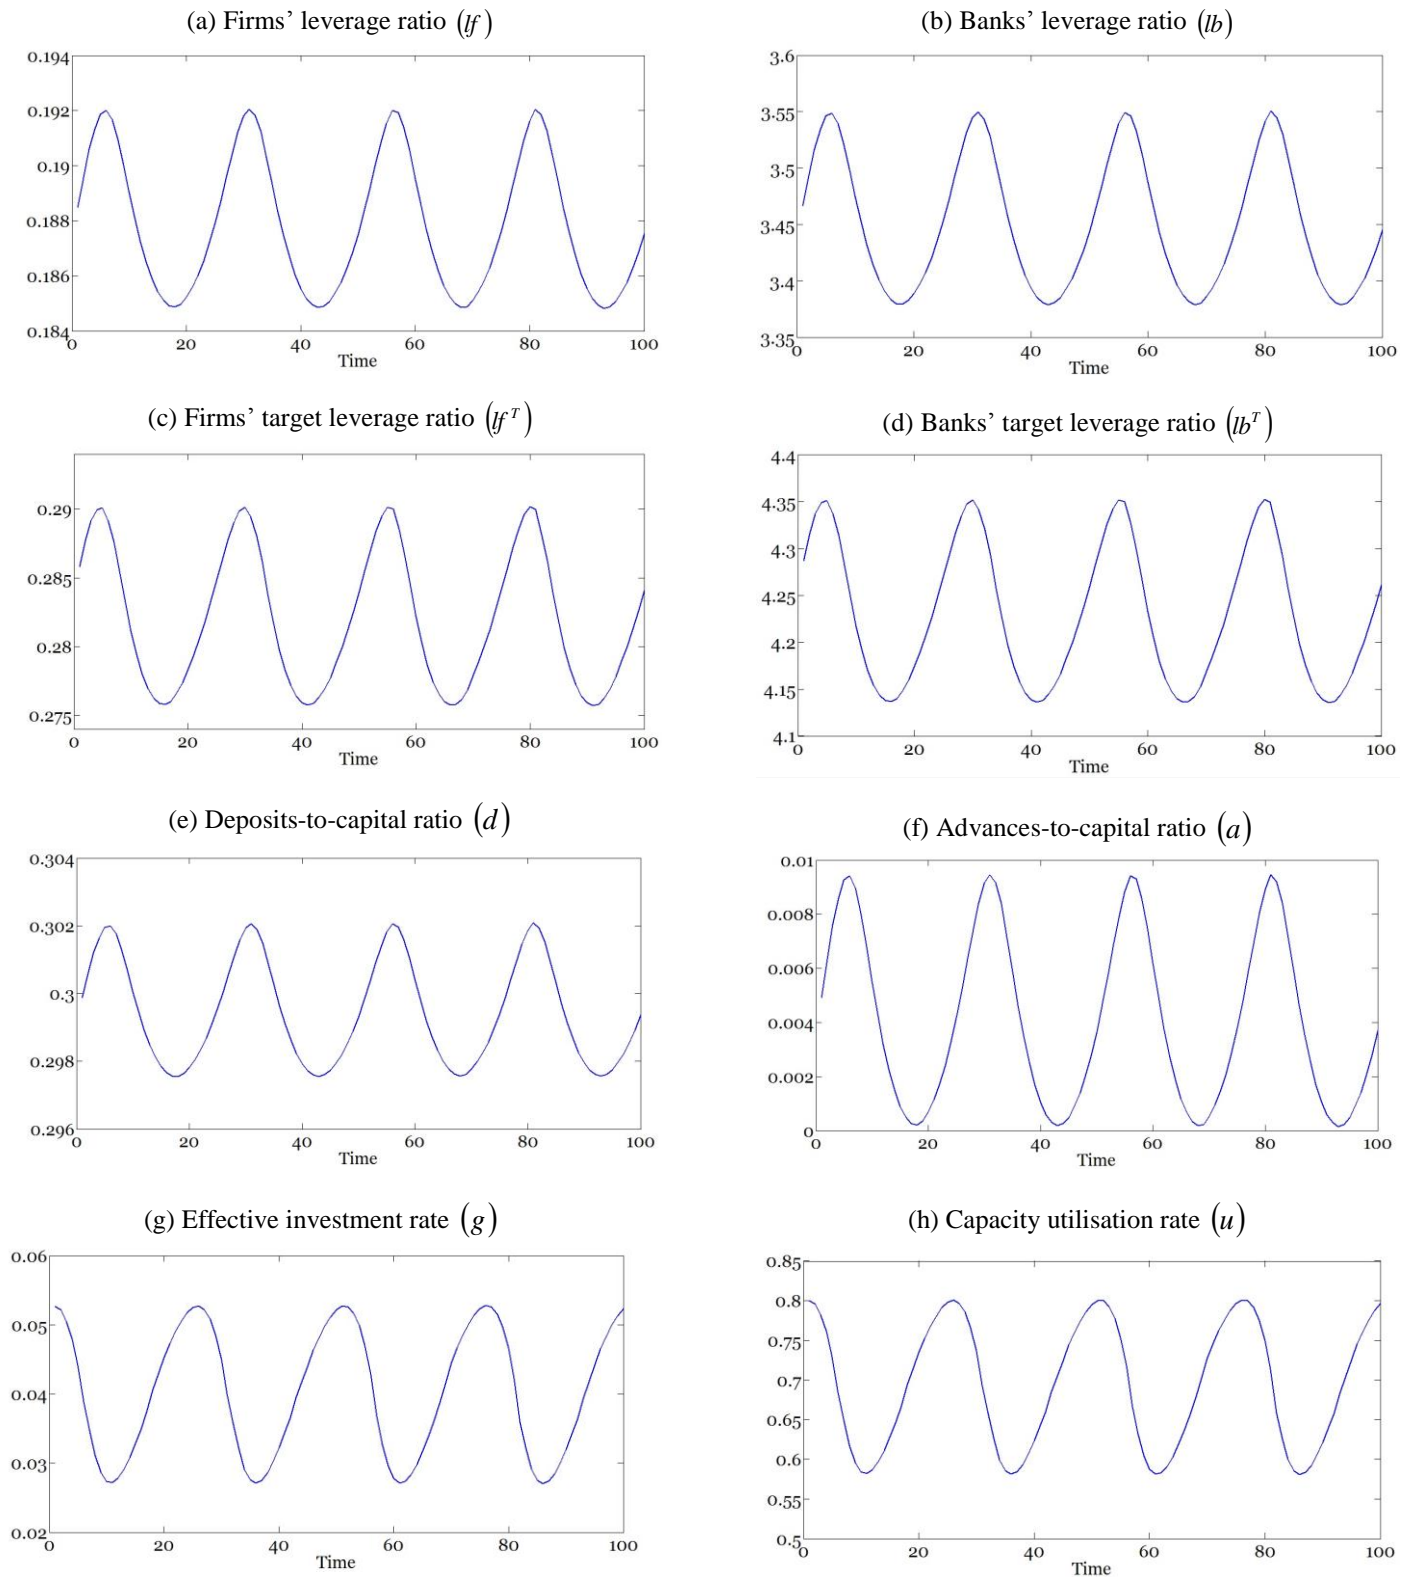 (a) Firms’ leverage ratio (lf)
0.194
0.192
0.19
0.188
0.186
0.184
0 20 40 60 80 100
Time
(b) Banks’ leverage ratio (lb)
3.6
3.55
3.5
3.45
3.4
3.35
0 20 40 60 80 100
Time
(c) Firms’ target leverage ratio (lf^T)
0.29
0.285
0.28
0.275
0 20 40 60 80 100
Time
(d) Banks’ target leverage ratio (lb^T)
4.4
4.35
4.3
4.25
4.2
4.15
4.1
0 20 40 60 80 100
Time
(e) Deposits-to-capital ratio (d)
0.304
0.302
0.3
0.298
0.296
0 20 40 60 80 100
Time
(f) Advances-to-capital ratio (a)
0.01
0.008
0.006
0.004
0.002
0
0 20 40 60 80 100
Time
(g) Effective investment rate (g)
0.06
0.05
0.04
0.03
0.02
0 20 40 60 80 100
Time
(h) Capacity utilisation rate (u)
0.85
0.8
0.75
0.7
0.65
0.6
0.55
0.5
0 20 40 60 80 100
Time